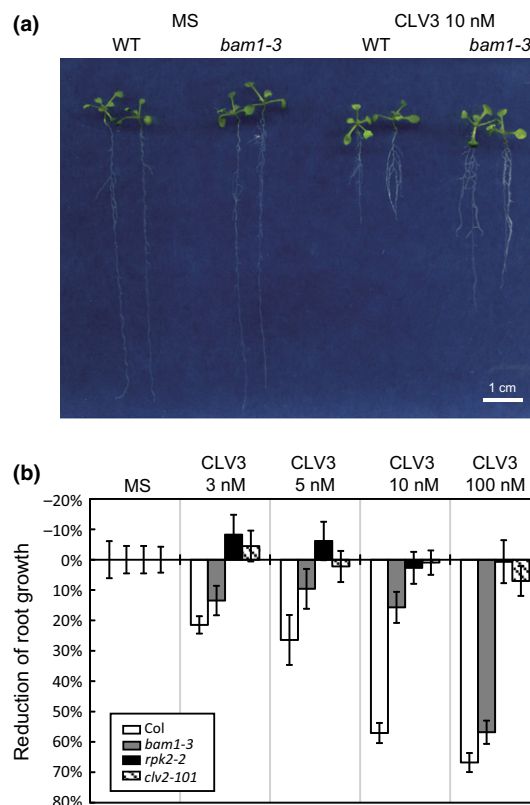 (a)
MS
CLV3 10 nM
WT
bam1-3
WT
bam1-3
1 cm
(b)
CLV3
CLV3
CLV3
CLV3
MS
3 nM
5 nM
10 nM
100 nM
Reduction of root growth
–20%
–10%
0%
10%
20%
30%
40%
50%
60%
70%
80%
Col
bam1-3
rpk2-2
clv2-101